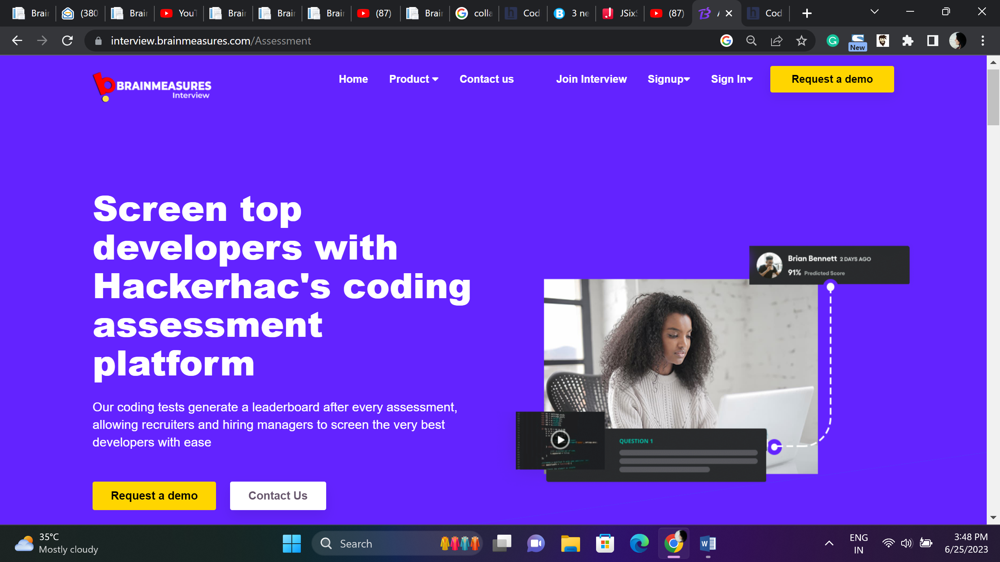 Brair
(380
Brair
YouT
Brair
Brair
Brair
(87)
Brair
colla
Cod
3 ne
JSixS
(87)
Cod
interview.brainmeasures.com/Assessment
New
BRAINMEASURES
Interview
Home
Product
Contact us
Join Interview
Signup
Sign In
Request a demo
Screen top
developers with
Hackerhac's coding
assessment
platform
Our coding tests generate a leaderboard after every assessment,
allowing recruiters and hiring managers to screen the very best
developers with ease
Request a demo
Contact Us
Brian Bennett 2 DAYS AGO
91% Predicted Score
QUESTION 1
35°C
Mostly cloudy
Search
ENG
IN
3:48 PM
6/25/2023